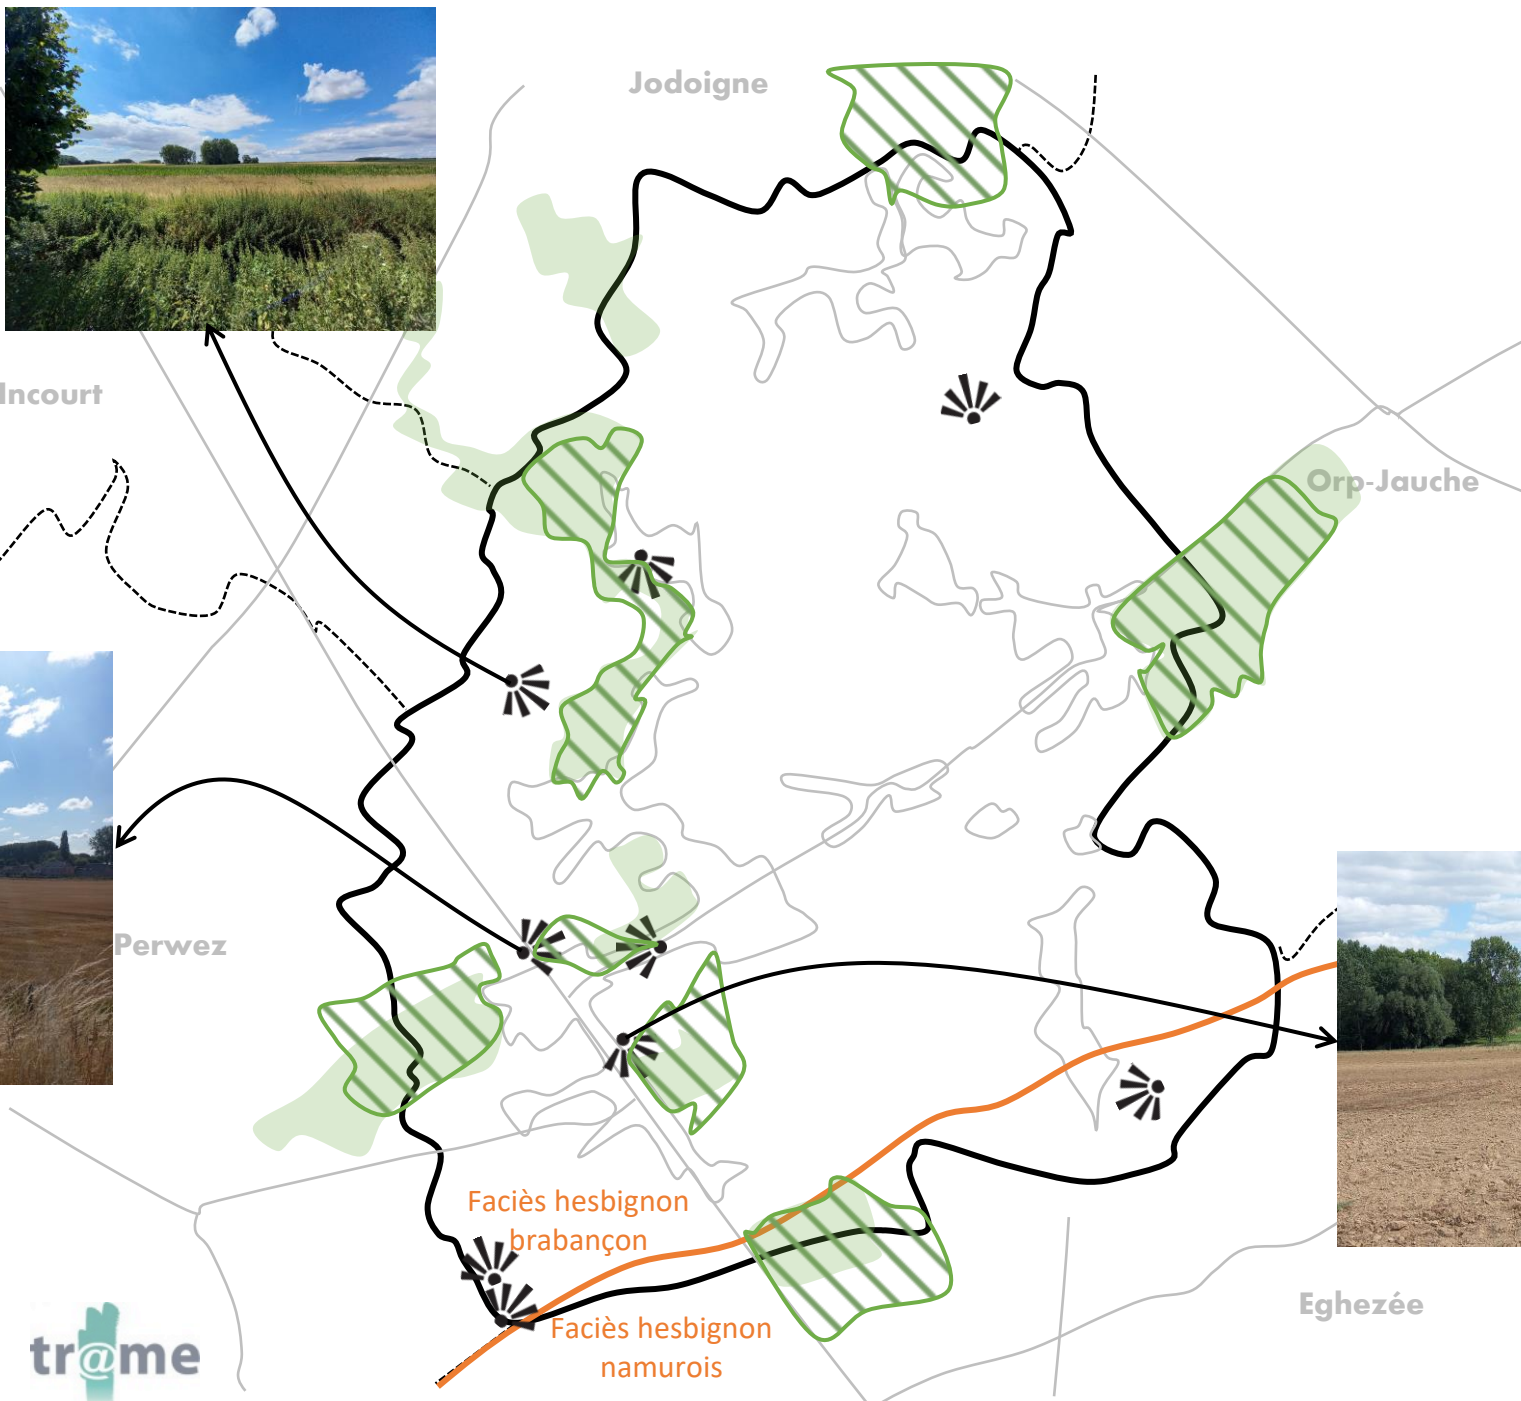 Jodoigne
Incourt
Orp-Jauche
Perwez
Faciès hesbignon
brabançon
Faciès hesbignon
namurois
Eghezée
tr@me